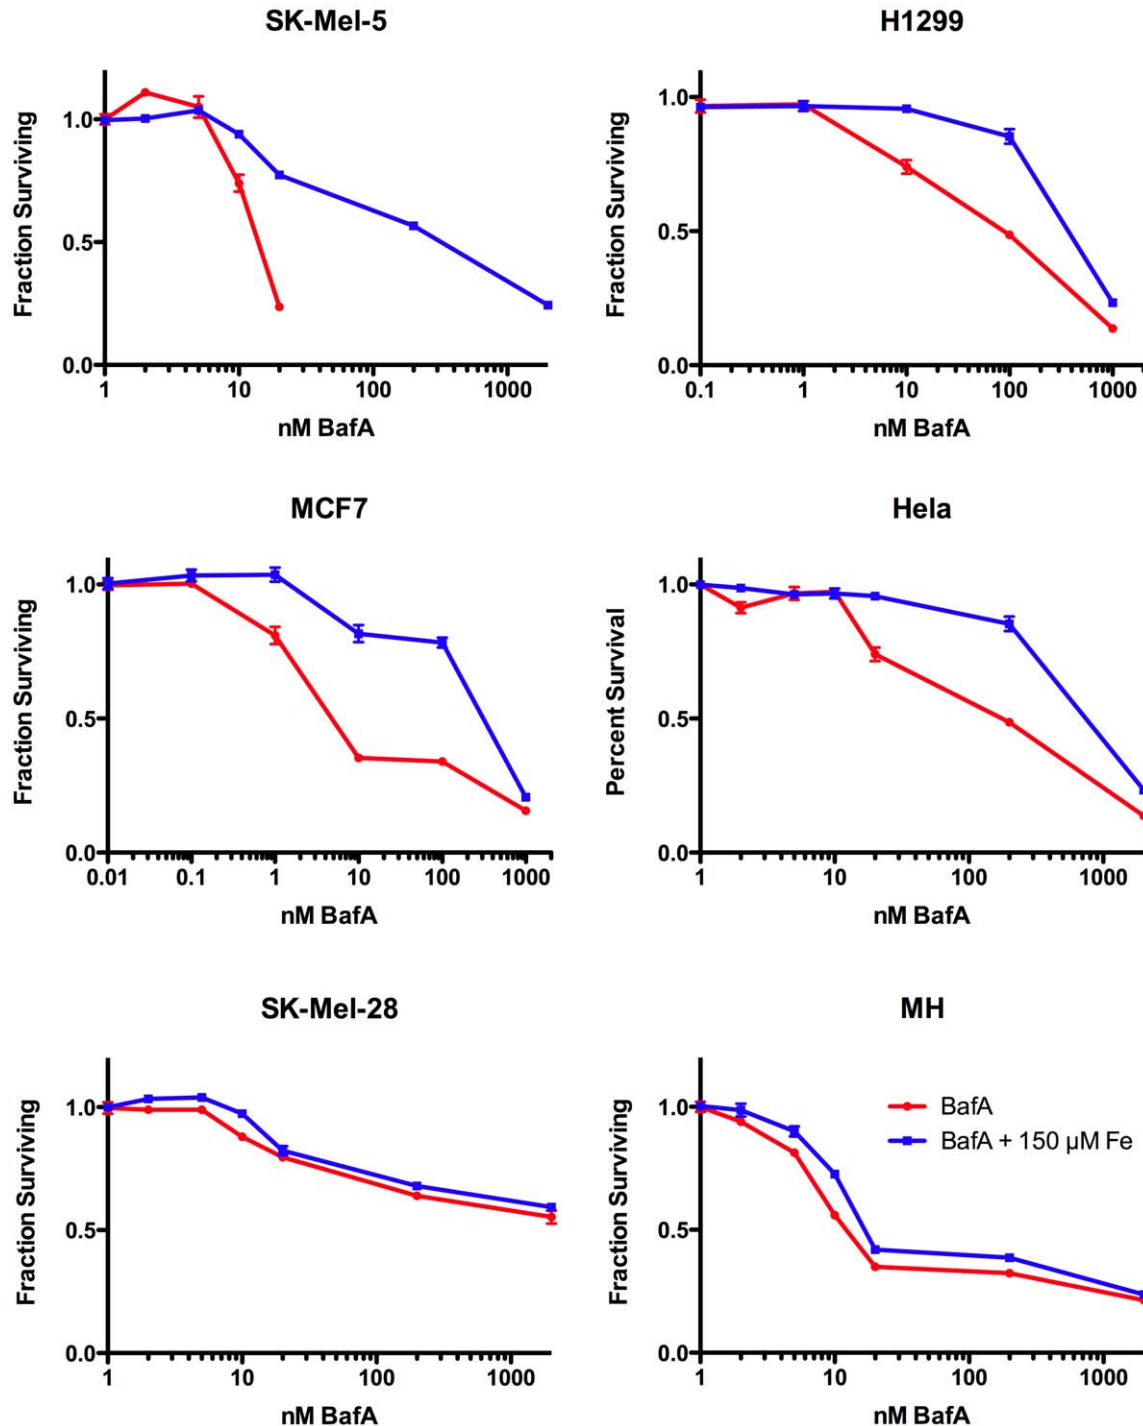 SK-Mel-5
Fraction Surviving
1.0
0.5
0.0
1 10 100 1000
nM BafA
H1299
Fraction Surviving
1.0
0.5
0.0
0.1 1 10 100 1000
nM BafA
MCF7
Fraction Surviving
1.0
0.5
0.0
0.01 0.1 1 10 100 1000
nM BafA
Hela
Percent Survival
1.0
0.5
0.0
1 10 100 1000
nM BafA
SK-Mel-28
Fraction Surviving
1.0
0.5
0.0
1 10 100 1000
nM BafA
MH
Fraction Surviving
1.0
0.5
0.0
1 10 100 1000
nM BafA
BafA
BafA + 150 µM Fe